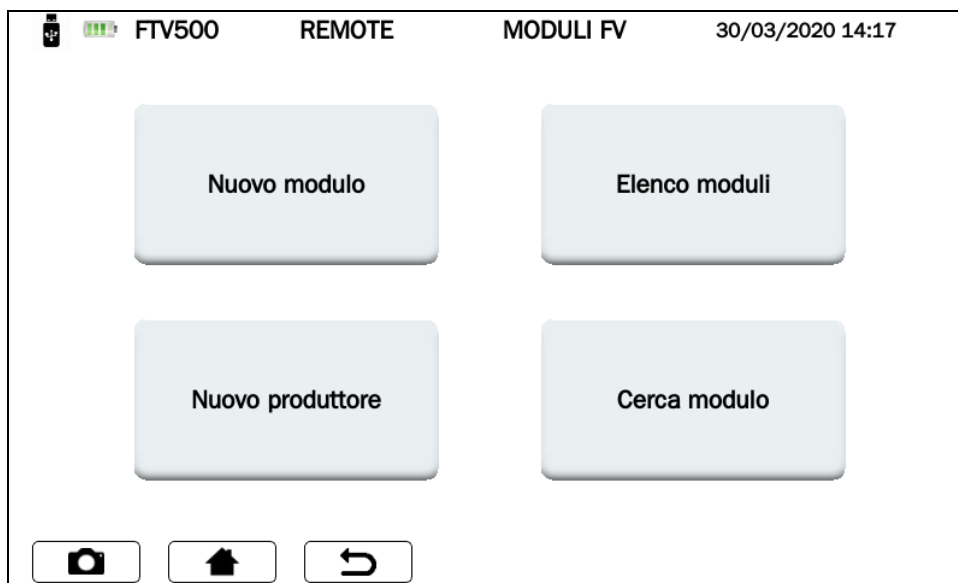 FTV500 REMOTE MODULI FV 30/03/2020 14:17
Nuovo modulo Elenco moduli
Nuovo produttore Cerca modulo